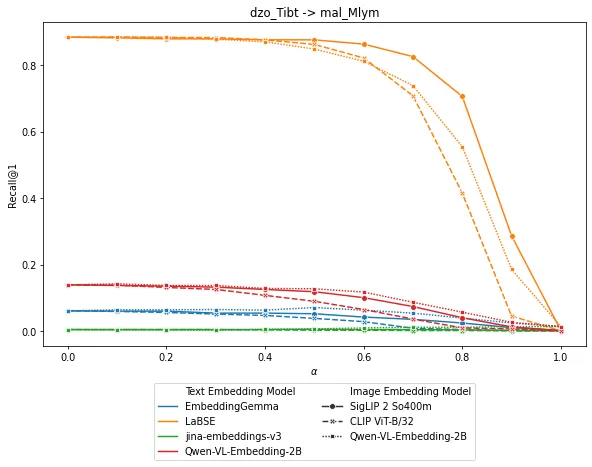 dzo_Tibt -> mal_Mlym
Recall@1
0.8
0.6
0.4
0.2
0.0
0.0 0.2 0.4 0.6 0.8 1.0
α
Text Embedding Model
EmbeddingGemma
LaBSE
jina-embeddings-v3
Qwen-VL-Embedding-2B
Image Embedding Model
SigLIP 2 So400m
CLIP ViT-B/32
Qwen-VL-Embedding-2B